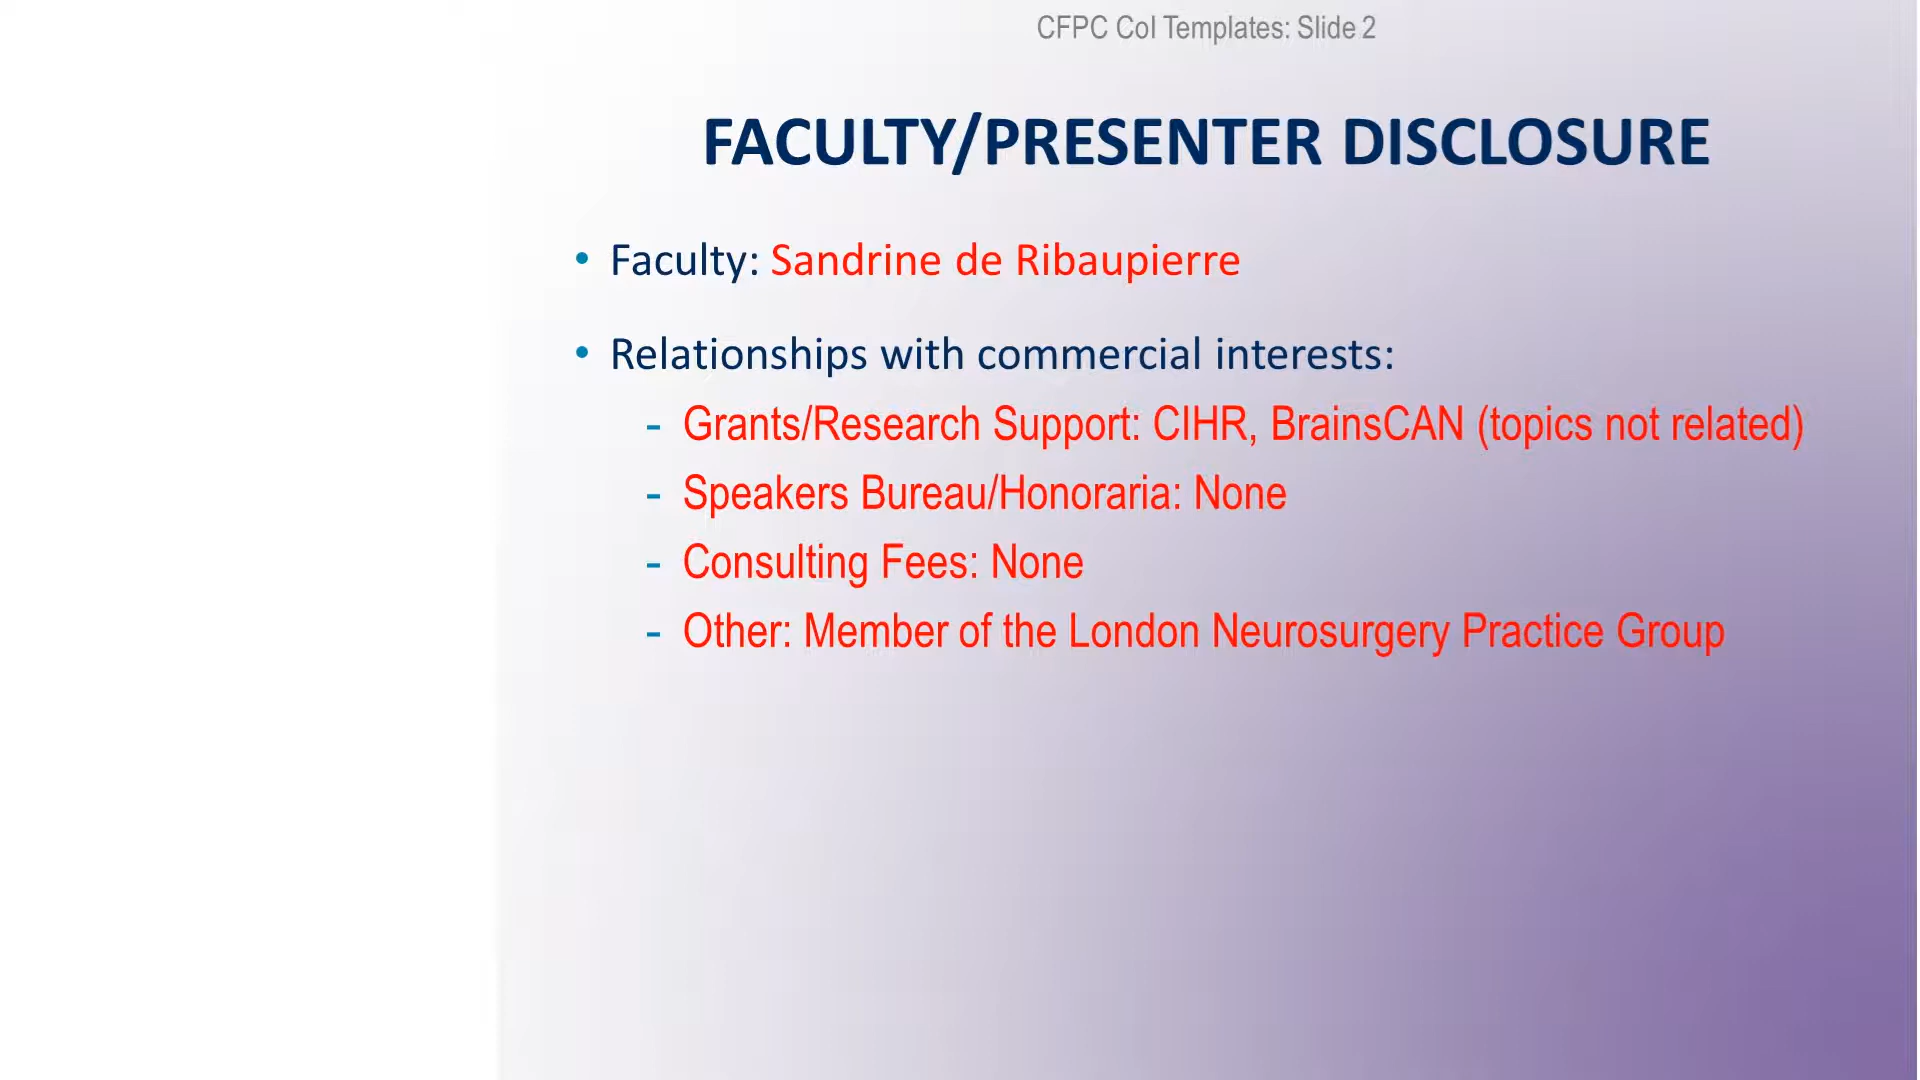 CFPC CoI Templates: Slide 2
FACULTY/PRESENTER DISCLOSURE
• Faculty: Sandrine de Ribaupierre
• Relationships with commercial interests:
- Grants/Research Support: CIHR, BrainsCAN (topics not related)
- Speakers Bureau/Honoraria: None
- Consulting Fees: None
- Other: Member of the London Neurosurgery Practice Group